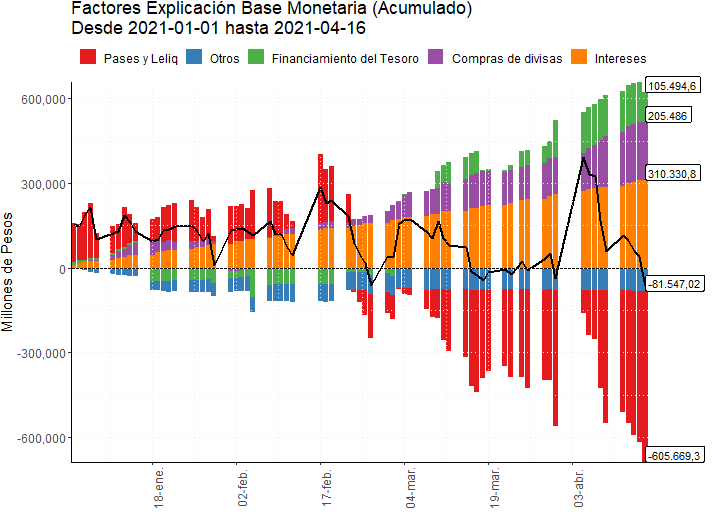 Factores Explicación Base Monetaria (Acumulado)
Desde 2021-01-01 hasta 2021-04-16
Pases y Leliq Otros Financiamiento del Tesoro Compras de divisas Intereses
Millones de Pesos
600,000
300,000
0
-300,000
-600,000
105.494,6
205.486
310.330,8
-81.547,02
-605.669,3
18-ene.
02-feb.
17-feb.
04-mar.
19-mar.
03-abr.